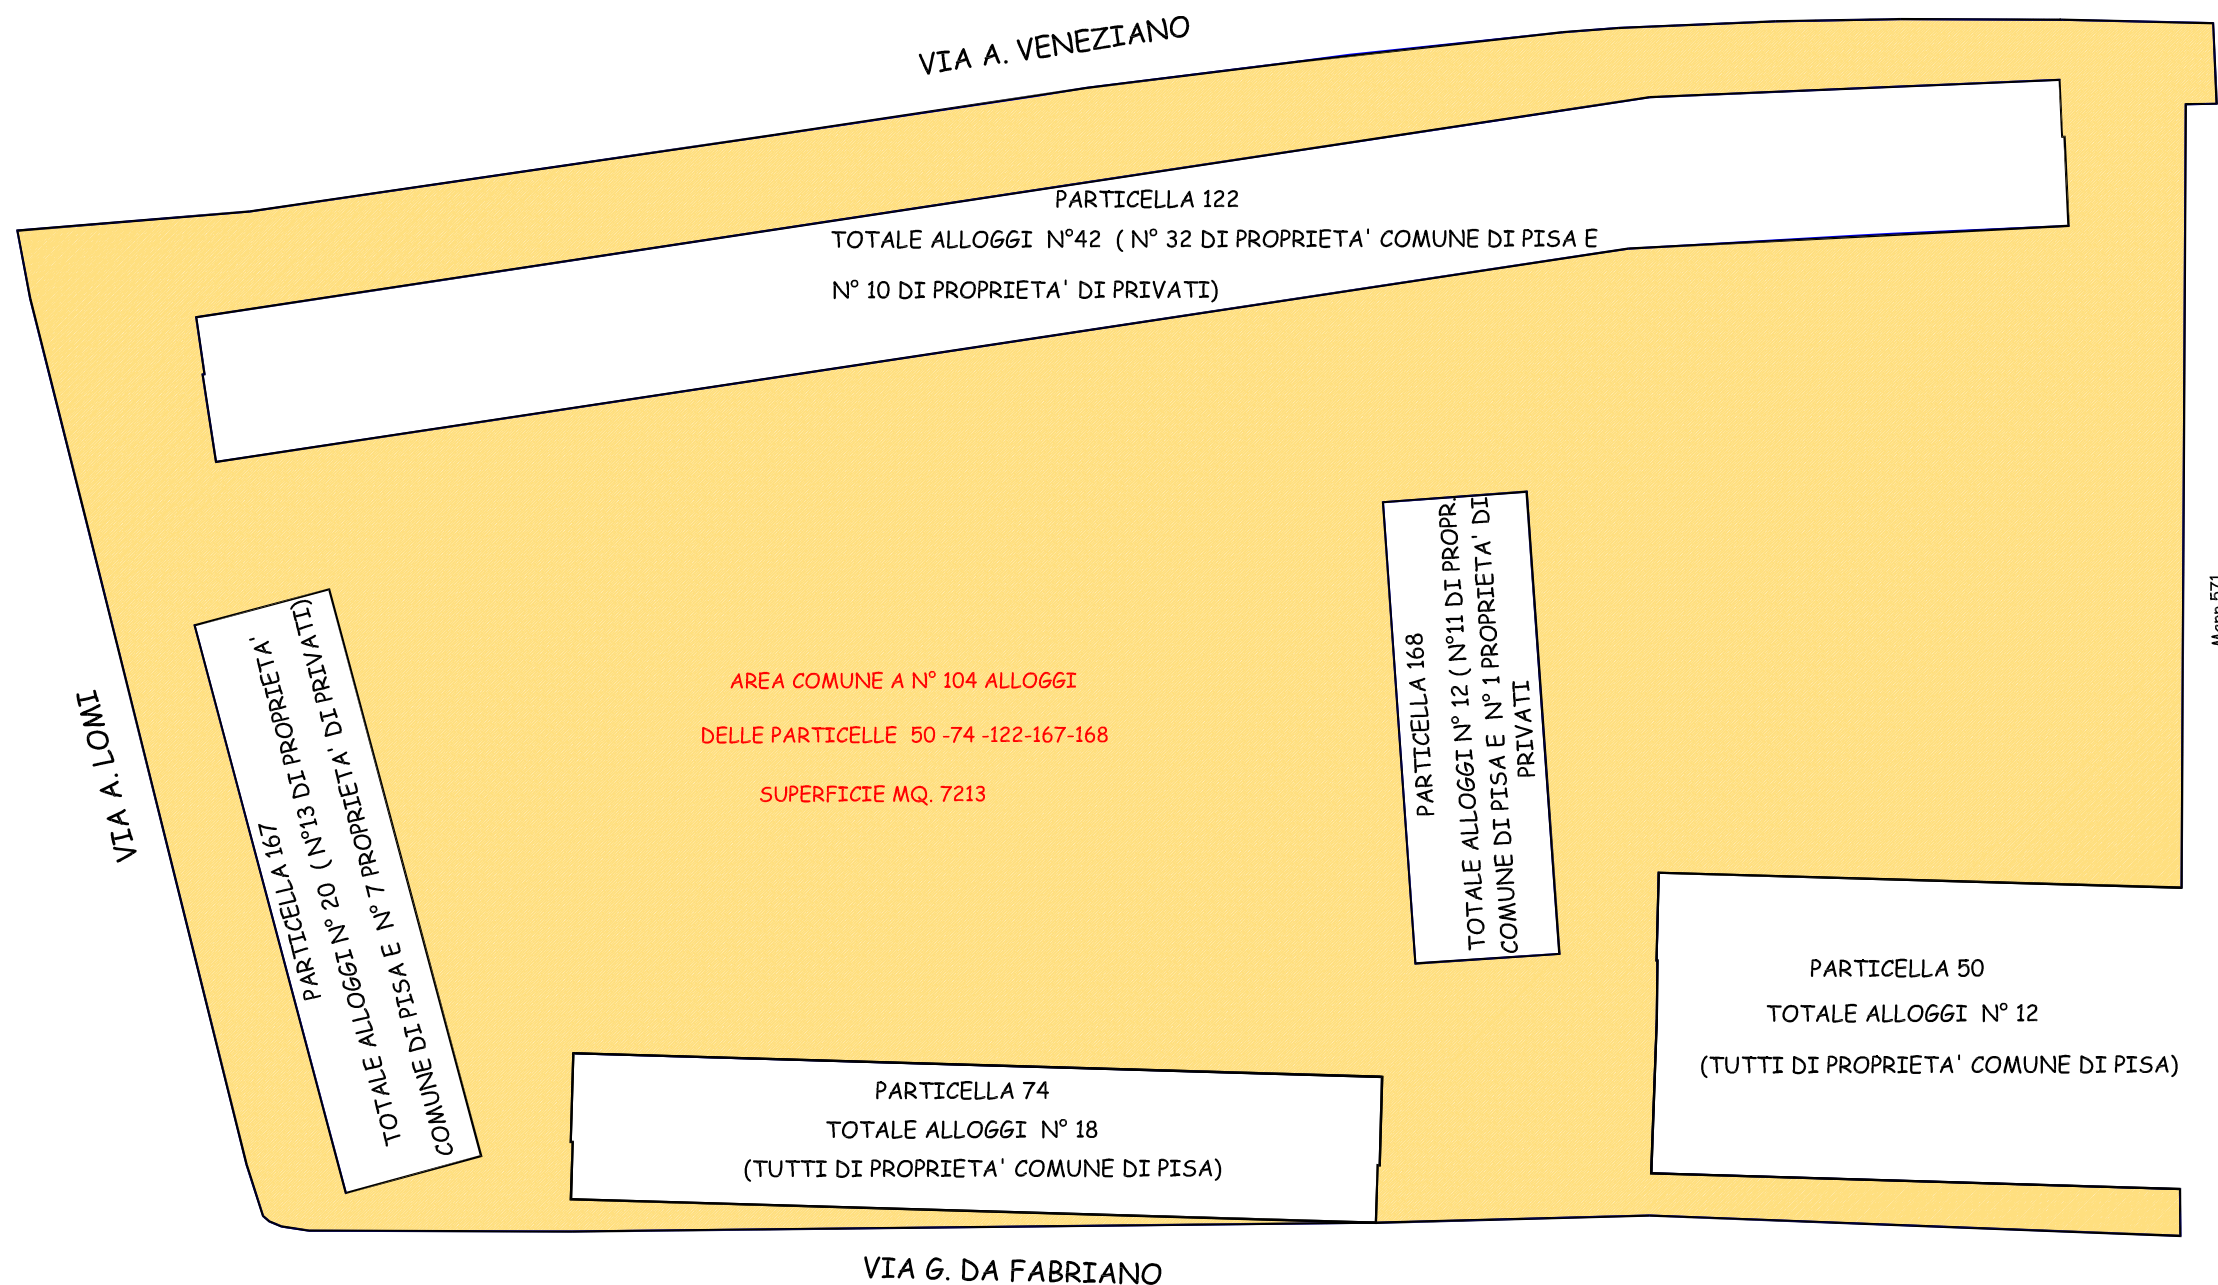 VIA A. VENEZIANO
PARTICELLA 122
TOTALE ALLOGGI N°42 ( N° 32 DI PROPRIETA' COMUNE DI PISA E
N° 10 DI PROPRIETA' DI PRIVATI)
VIA A. LOMI
PARTICELLA 167
TOTALE ALLOGGI N° 20 ( N°13 DI PROPRIETA'
COMUNE DI PISA E N° 7 PROPRIETA' DI PRIVATI)
AREA COMUNE A N° 104 ALLOGGI
DELLE PARTICELLE 50 -74 -122-167-168
SUPERFICIE MQ. 7213
PARTICELLA 168
TOTALE ALLOGGI N° 12 ( N°11 DI PROPR.
COMUNE DI PISA E N° 1 PROPRIETA' DI
PRIVATI
PARTICELLA 50
TOTALE ALLOGGI N° 12
(TUTTI DI PROPRIETA' COMUNE DI PISA)
PARTICELLA 74
TOTALE ALLOGGI N° 18
(TUTTI DI PROPRIETA' COMUNE DI PISA)
VIA G. DA FABRIANO